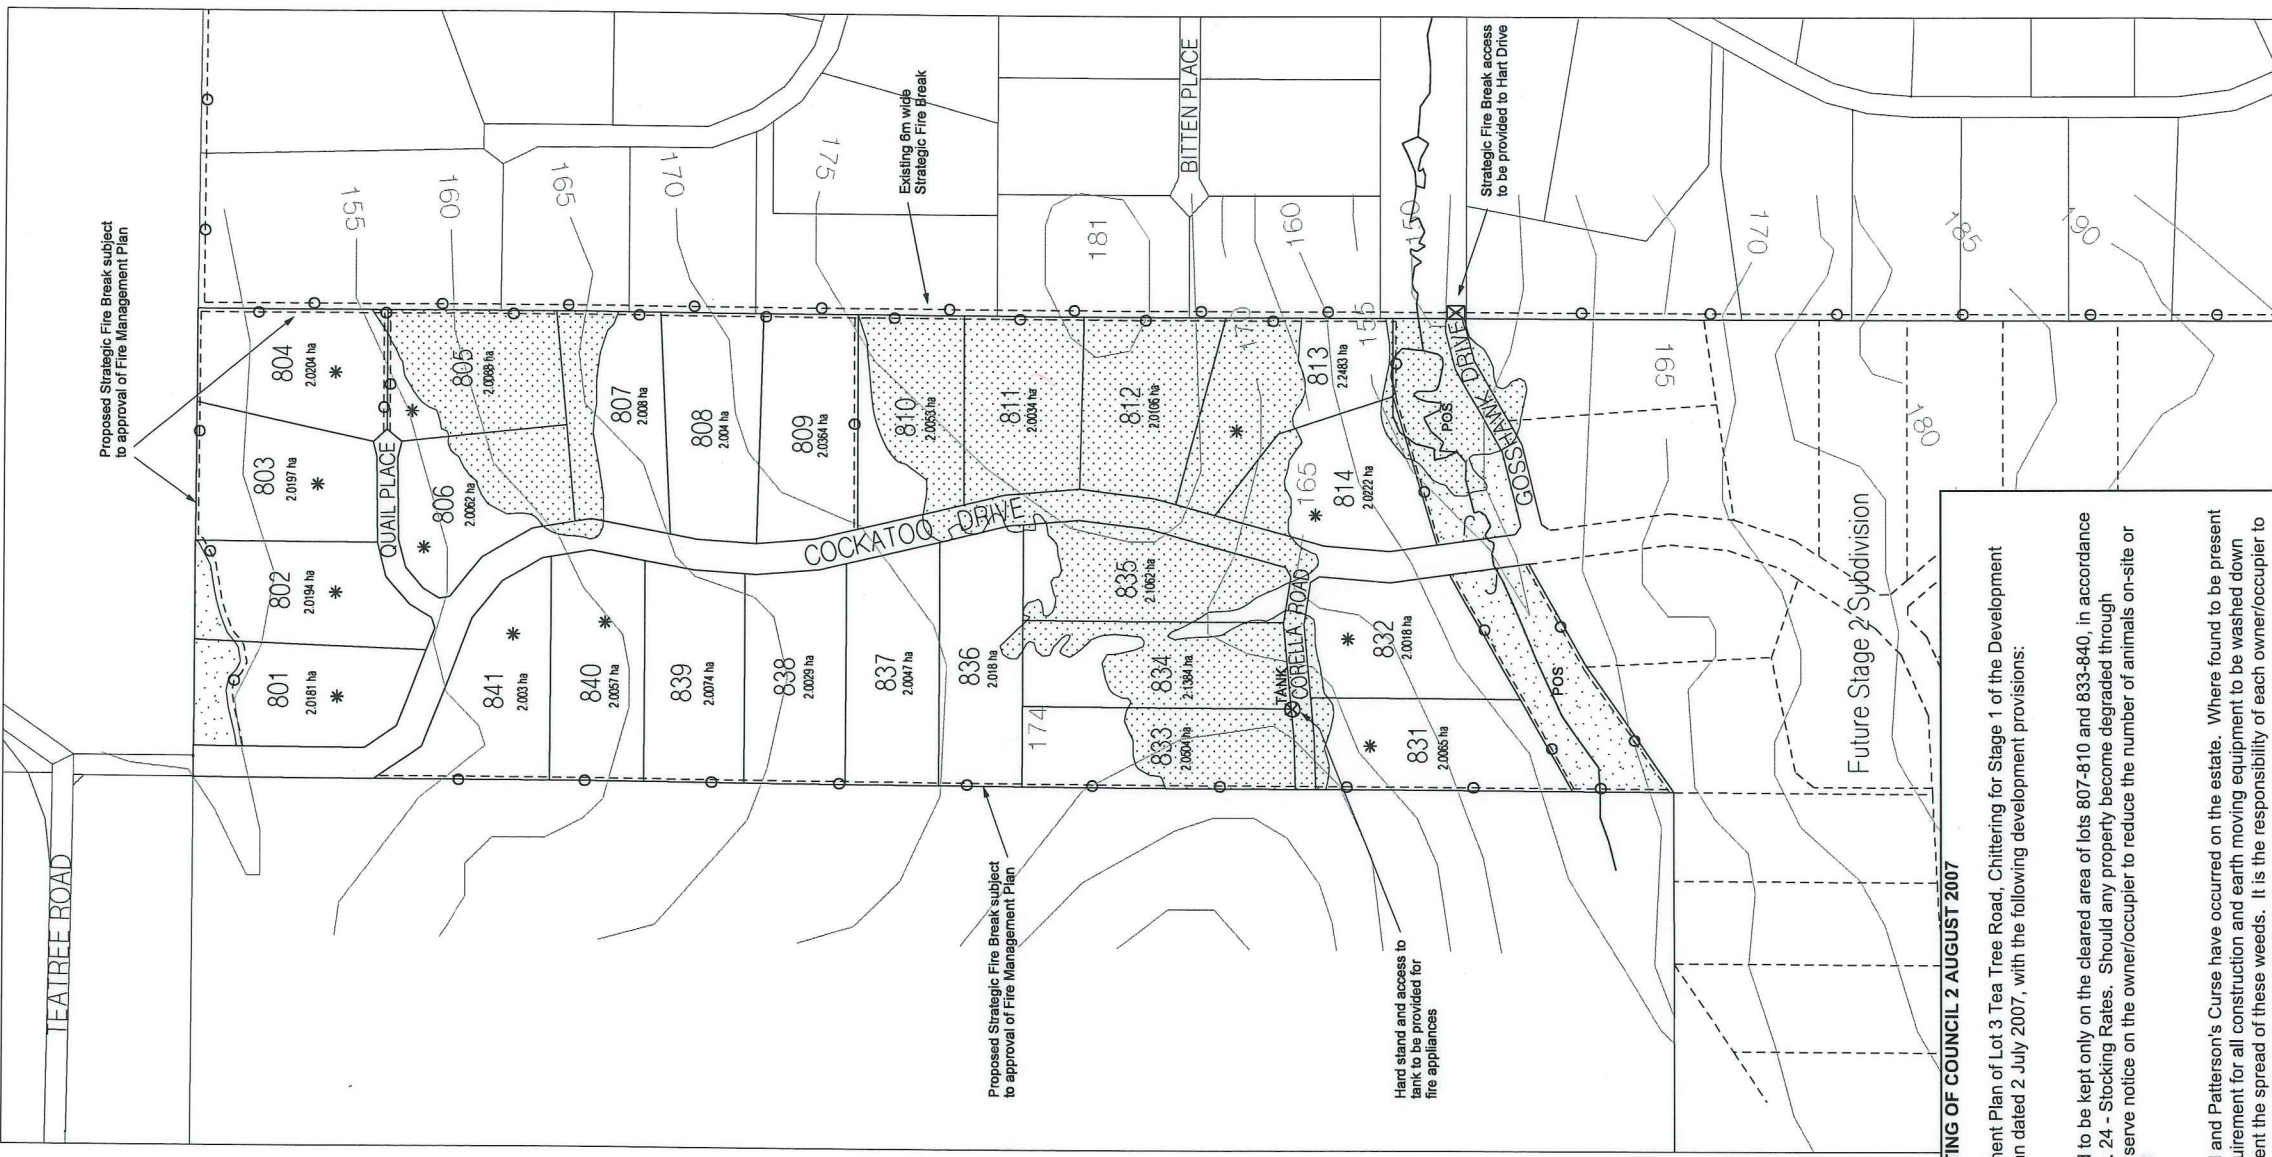 Proposed Strategic Fire Break subject
to approval of Fire Management Plan
155
160
165
170
175
Existing 6m wide
Strategic Fire Break
181
BITTEN PLACE
160
150
Strategic Fire Break access
to be provided to Hart Drive
170
185
190
804
2.0204 ha
803
2.0197 ha
802
2.0194 ha
801
2.0181 ha
QUAIL PLACE
805
2.0088 ha
806
2.0062 ha
807
2.008 ha
808
2.004 ha
809
2.0364 ha
810
2.0053 ha
811
2.0034 ha
812
2.0106 ha
170
813
2.2483 ha
155
165
814
2.0222 ha
POS
GOSSHAWK DRIVE
165
180
COCKATOO DRIVE
841
2.003 ha
840
2.0057 ha
839
2.0074 ha
838
2.0029 ha
837
2.0047 ha
836
2.018 ha
835
2.1062 ha
834
2.1384 ha
833
2.0504 ha
174
TANK
CORELLA ROAD
832
2.0018 ha
831
2.0065 ha
POS
Future Stage 2 Subdivision
TEATREE ROAD
Proposed Strategic Fire Break subject
to approval of Fire Management Plan
Hard stand and access to
tank to be provided for
fire appliances
TING OF COUNCIL 2 AUGUST 2007
ment Plan of Lot 3 Tea Tree Road, Chittering for Stage 1 of the Development
an dated 2 July 2007, with the following development provisions:
d to be kept only on the cleared area of lots 807-810 and 833-840, in accordance
. 24 - Stocking Rates. Should any property become degraded through
serve notice on the owner/occupier to reduce the number of animals on-site or
l and Patterson's Curse have occurred on the estate. Where found to be present
uirement for all construction and earth moving equipment to be washed down
ent the spread of these weeds. It is the responsibility of each owner/occupier to